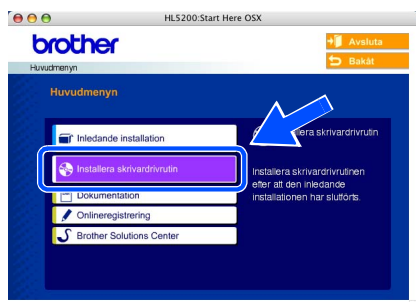 HL5200:Start Here OSX
brother
Avsluta
Bakåt
Huvudmenyn
Huvudmenyn
Inledande installation
Installera skrivardrivrutin
Dokumentation
Onlineregistrering
Brother Solutions Center
skrivardrivrutin
Installera skrivardrivrutinen
efter att den inledande
installationen har slutförts.